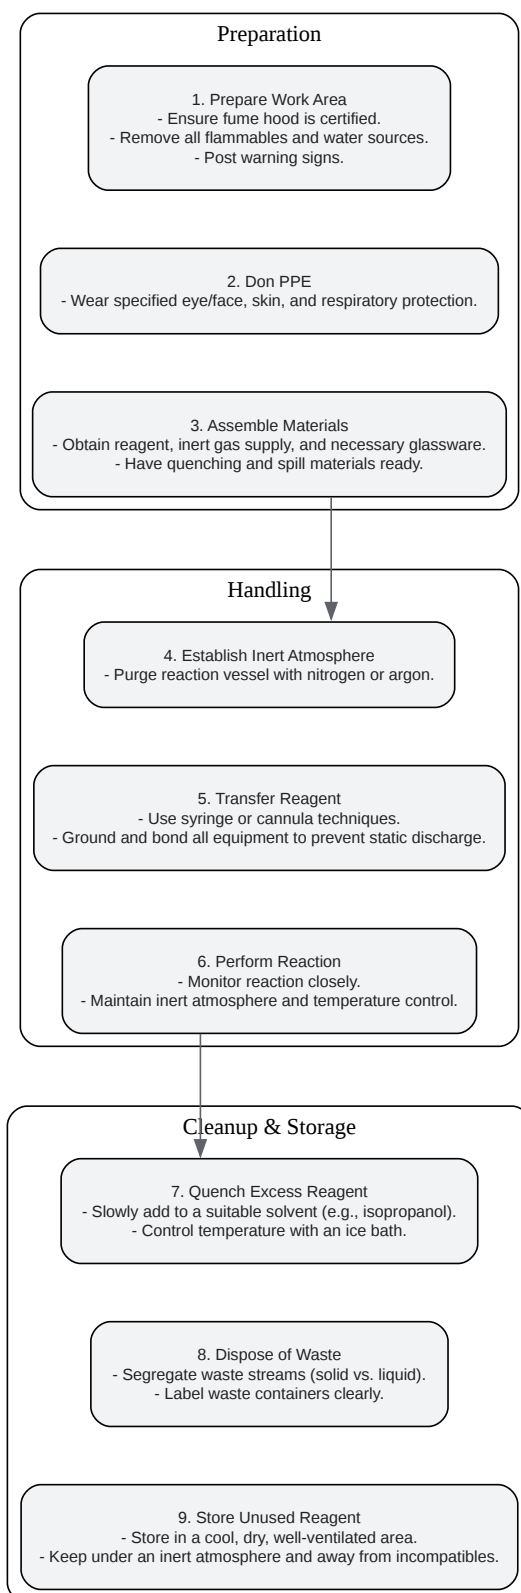 Preparation
1. Prepare Work Area
- Ensure fume hood is certified.
- Remove all flammables and water sources.
- Post warning signs.
2. Don PPE
- Wear specified eye/face, skin, and respiratory protection.
3. Assemble Materials
- Obtain reagent, inert gas supply, and necessary glassware.
- Have quenching and spill materials ready.
Handling
4. Establish Inert Atmosphere
- Purge reaction vessel with nitrogen or argon.
5. Transfer Reagent
- Use syringe or cannula techniques.
- Ground and bond all equipment to prevent static discharge.
6. Perform Reaction
- Monitor reaction closely.
- Maintain inert atmosphere and temperature control.
Cleanup & Storage
7. Quench Excess Reagent
- Slowly add to a suitable solvent (e.g., isopropanol).
- Control temperature with an ice bath.
8. Dispose of Waste
- Segregate waste streams (solid vs. liquid).
- Label waste containers clearly.
9. Store Unused Reagent
- Store in a cool, dry, well-ventilated area.
- Keep under an inert atmosphere and away from incompatibles.